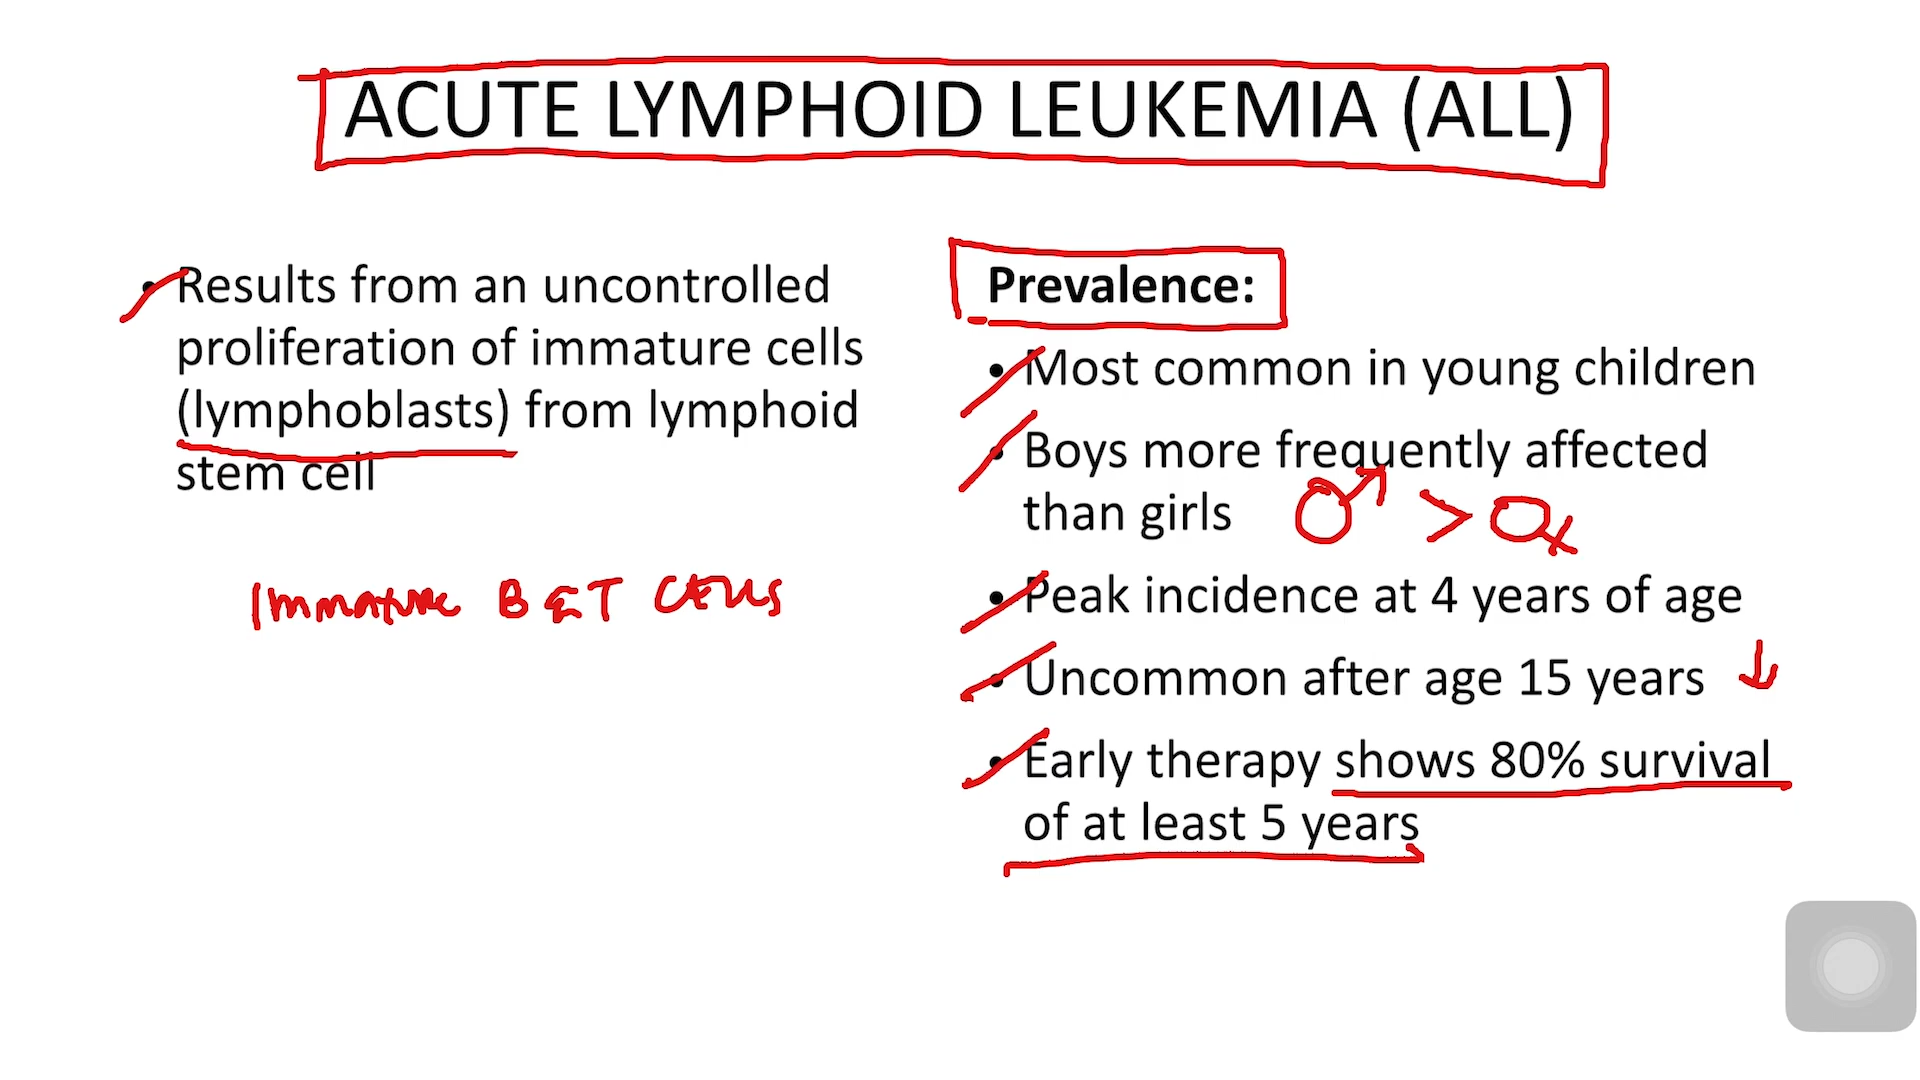 ACUTE LYMPHOID LEUKEMIA (ALL)
• Results from an uncontrolled
proliferation of immature cells
(lymphoblasts) from lymphoid
stem cell
Immature B & T cells
Prevalence:
• Most common in young children
• Boys more frequently affected
than girls ♂ > ♀
• Peak incidence at 4 years of age
• Uncommon after age 15 years ↓
• Early therapy shows 80% survival
of at least 5 years